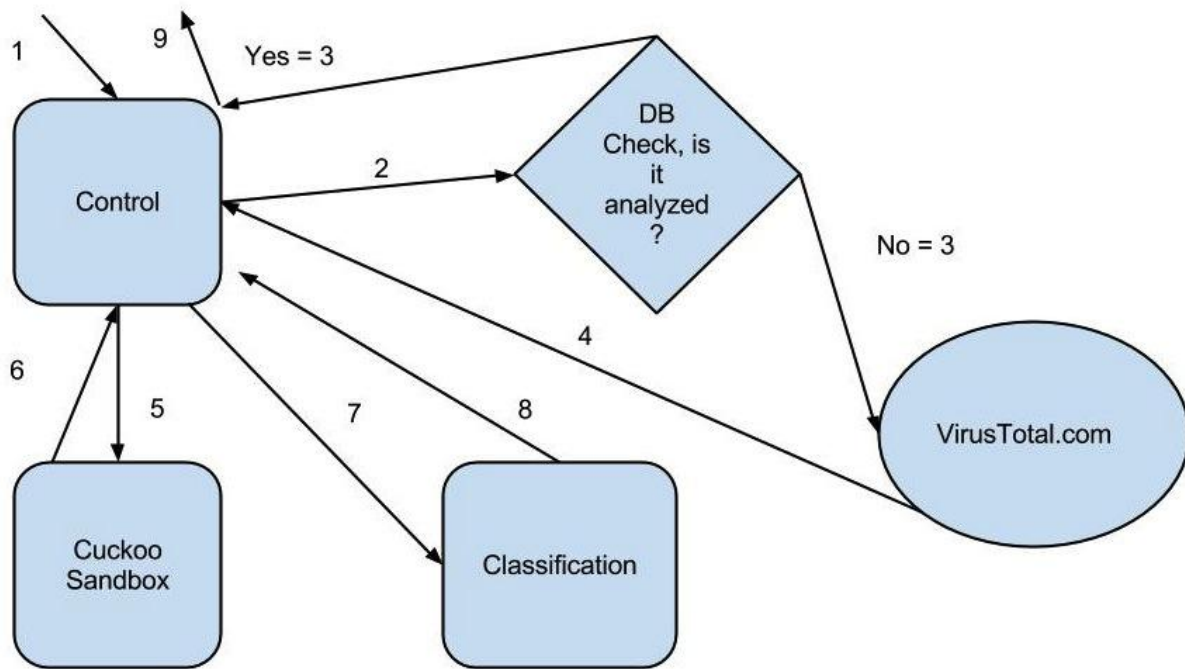 1
9
Yes = 3
DB
Check, is
it
analyzed
?
2
Control
No = 3
4
6
5
7
8
VirusTotal.com
Cuckoo
Sandbox
Classification